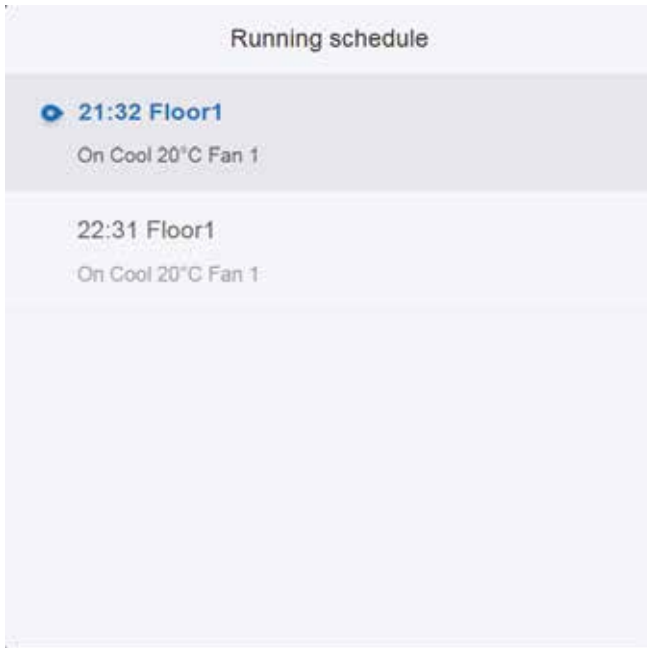 Running schedule
21:32 Floor1
On Cool 20°C Fan 1
22:31 Floor1
On Cool 20°C Fan 1